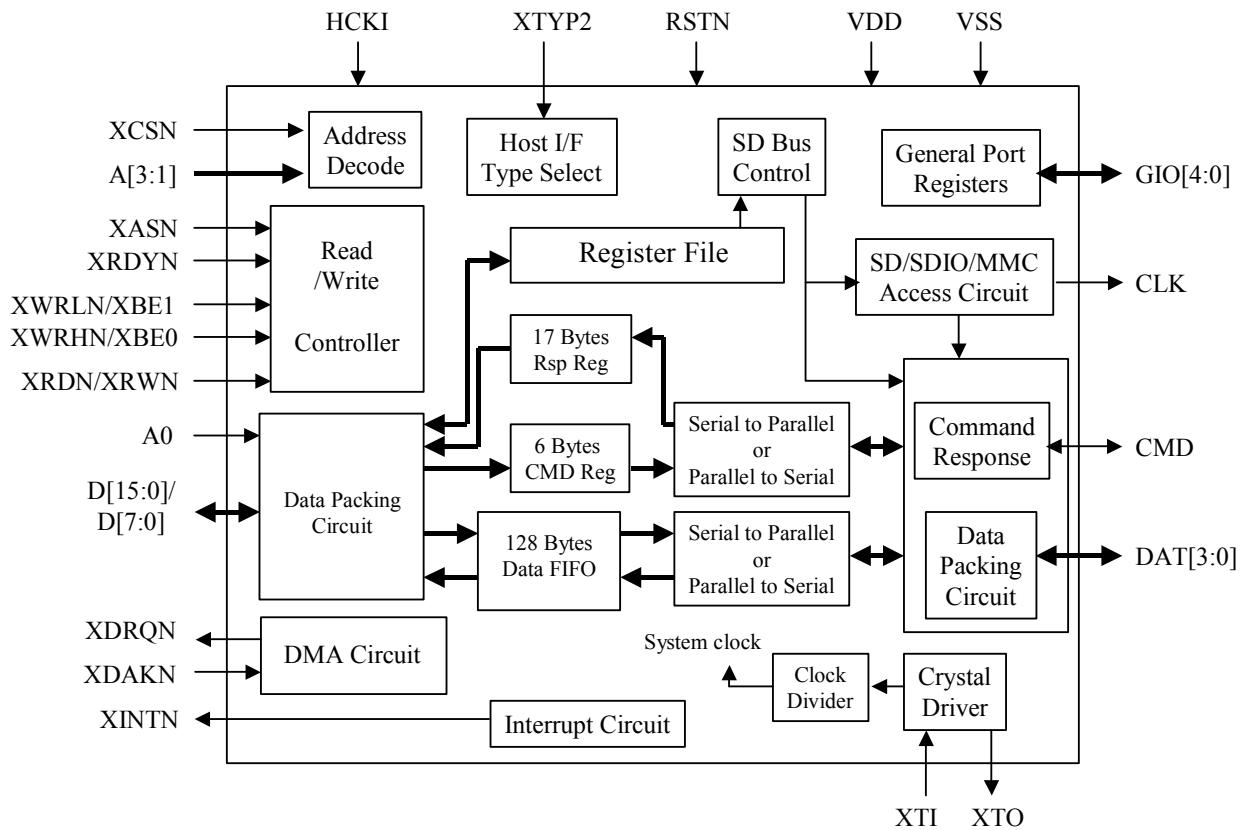 HCKI
XTYP2
RSTN
VDD
VSS
XCSN
A[3:1]
Address
Decode
Host I/F
Type Select
SD Bus
Control
General Port
Registers
GIO[4:0]
XASN
XRDYN
XWRLN/XBE1
XWRHN/XBE0
XRDN/XRWN
Read
/Write
Controller
Register File
SD/SDIO/MMC
Access Circuit
CLK
17 Bytes
Rsp Reg
A0
D[15:0]/
D[7:0]
Data Packing
Circuit
6 Bytes
CMD Reg
Serial to Parallel
or
Parallel to Serial
Command
Response
CMD
128 Bytes
Data FIFO
Serial to Parallel
or
Parallel to Serial
Data
Packing
Circuit
DAT[3:0]
XDRQN
XDAKN
DMA Circuit
System clock
Clock
Divider
Crystal
Driver
XINTN
Interrupt Circuit
XTI
XTO